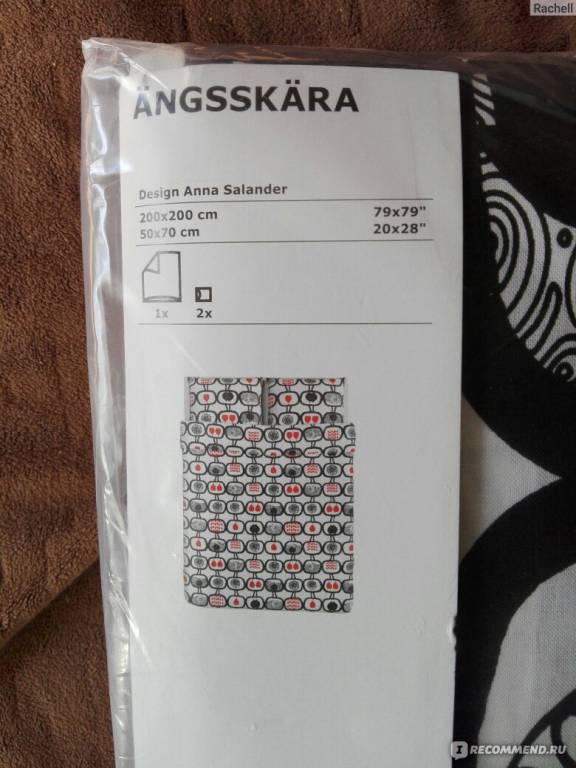 Rachell
ÄNGSSKÄRA
Design Anna Salander
200x200 cm 79x79"
50x70 cm 20x28"
1x 2x
RECOMMEND.RU